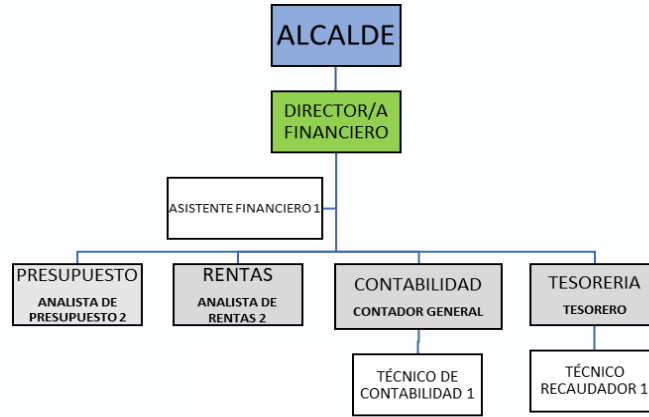 ALCALDE
DIRECTOR/A
FINANCIERO
ASISTENTE FINANCIERO 1
PRESUPUESTO
ANALISTA DE
PRESUPUESTO 2
RENTAS
ANALISTA DE
RENTAS 2
CONTABILIDAD
CONTADOR GENERAL
TESORERIA
TESORERO
TÉCNICO DE
CONTABILIDAD 1
TÉCNICO
RECAUDADOR 1